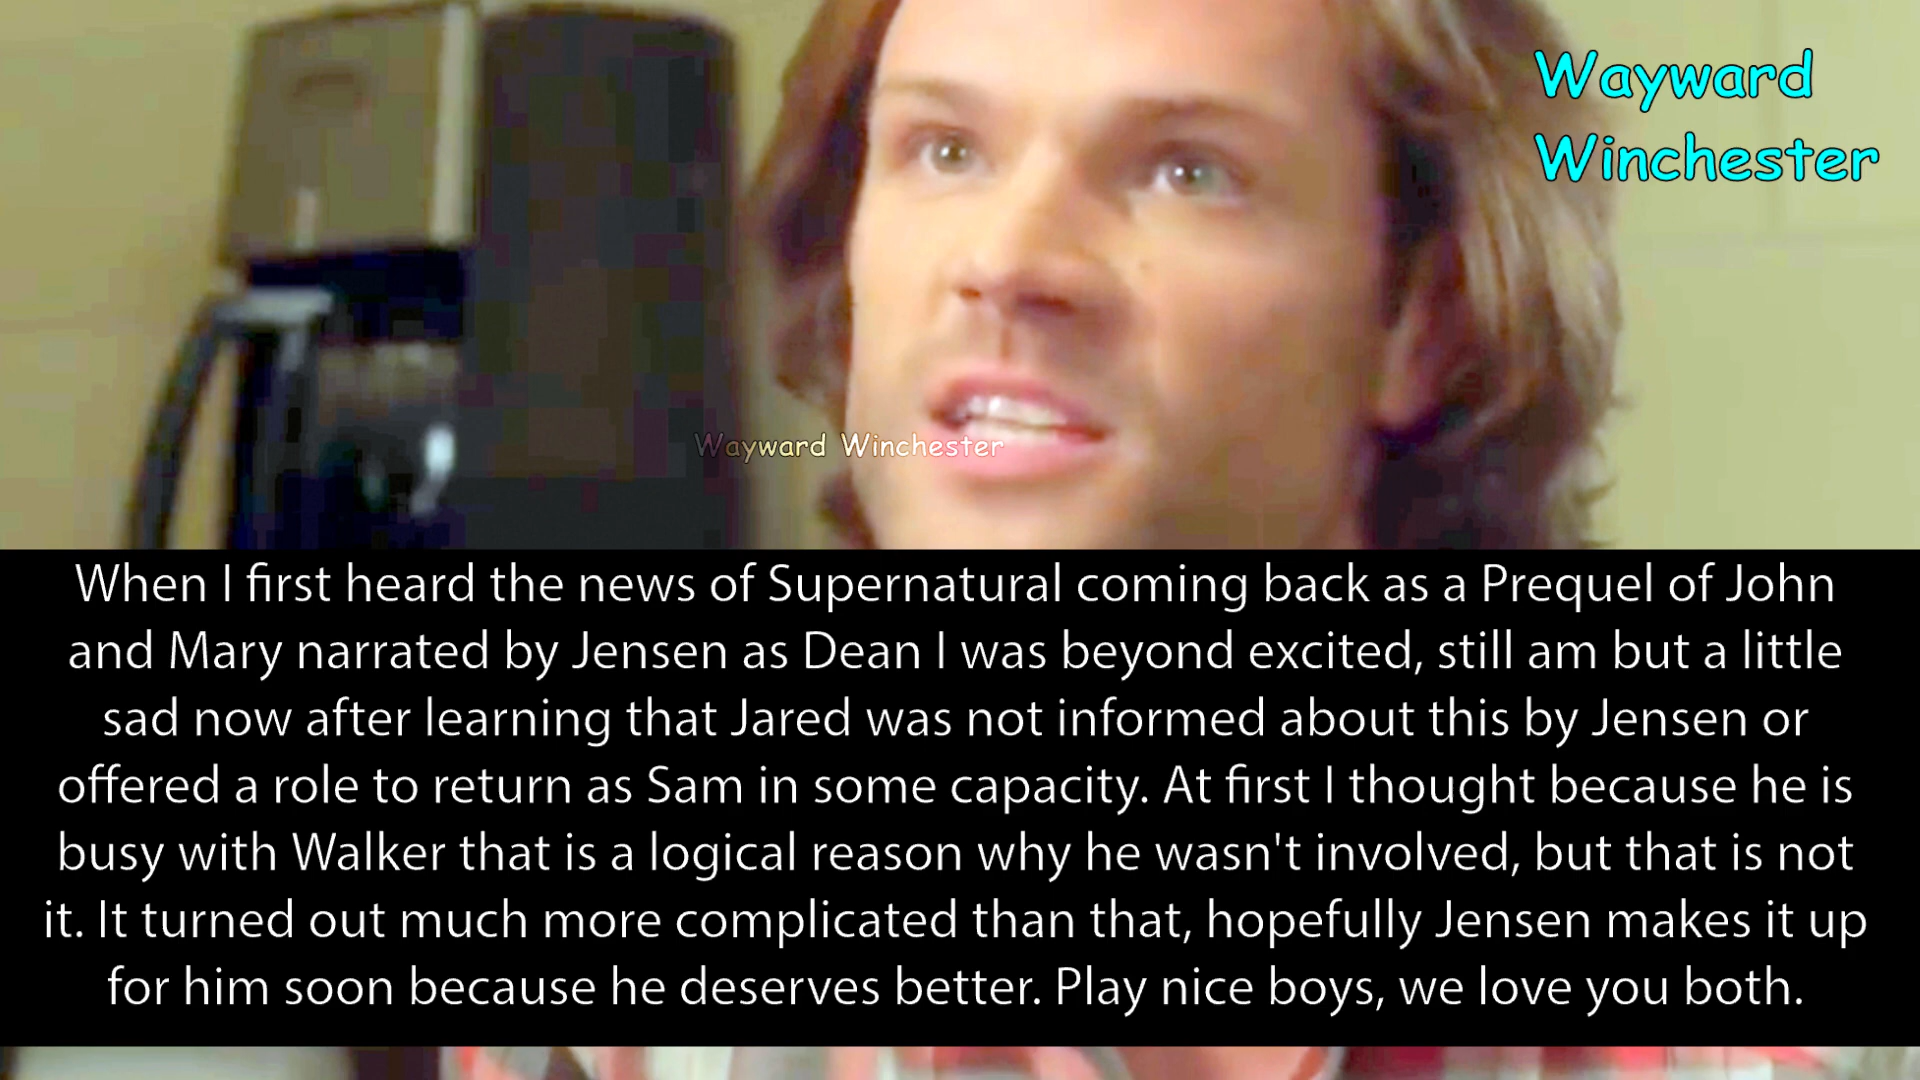 Wayward
Winchester
Wayward Winchester
When I first heard the news of Supernatural coming back as a Prequel of John
and Mary narrated by Jensen as Dean I was beyond excited, still am but a little
sad now after learning that Jared was not informed about this by Jensen or
offered a role to return as Sam in some capacity. At first I thought because he is
busy with Walker that is a logical reason why he wasn't involved, but that is not
it. It turned out much more complicated than that, hopefully Jensen makes it up
for him soon because he deserves better. Play nice boys, we love you both.